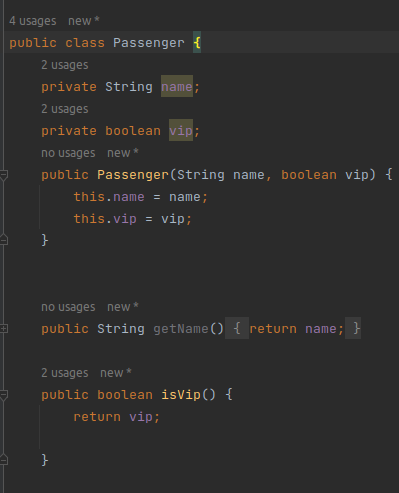 4 usages new *
public class Passenger {
2 usages
private String name;
2 usages
private boolean vip;
no usages new *
public Passenger(String name, boolean vip) {
this.name = name;
this.vip = vip;
}
no usages new *
public String getName() { return name; }
2 usages new *
public boolean isVip() {
return vip;
}